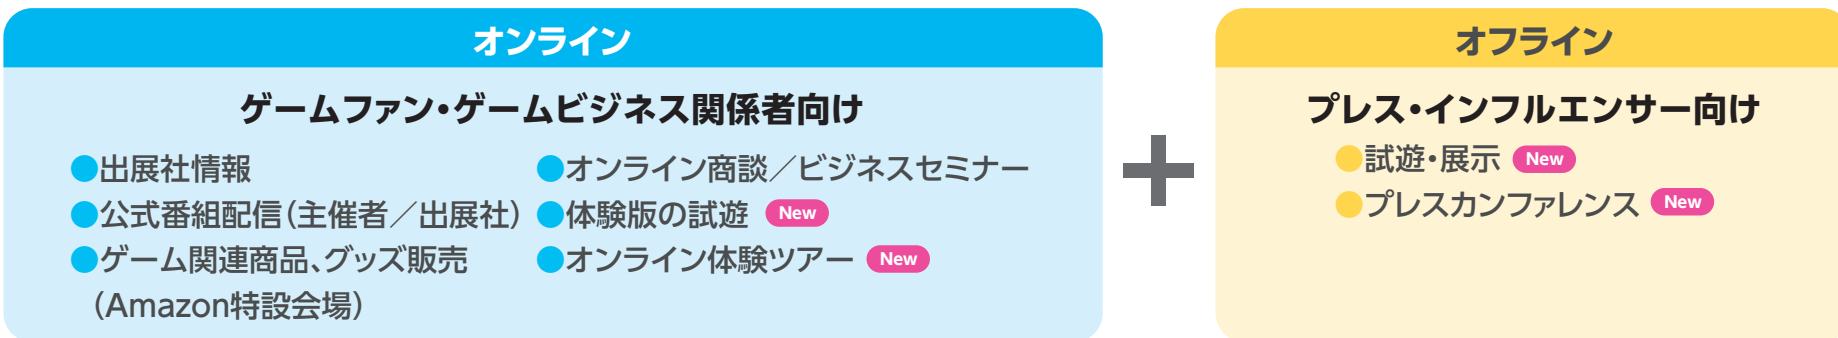 オンライン
ゲームファン・ゲームビジネス関係者向け
●出展社情報
●公式番組配信（主催者／出展社）
●ゲーム関連商品、グッズ販売
（Amazon特設会場）
●オンライン商談／ビジネスセミナー
●体験版の試遊 New
●オンライン体験ツアー New
+
オフライン
プレス・インフルエンサー向け
●試遊・展示 New
●プレスカンファレンス New